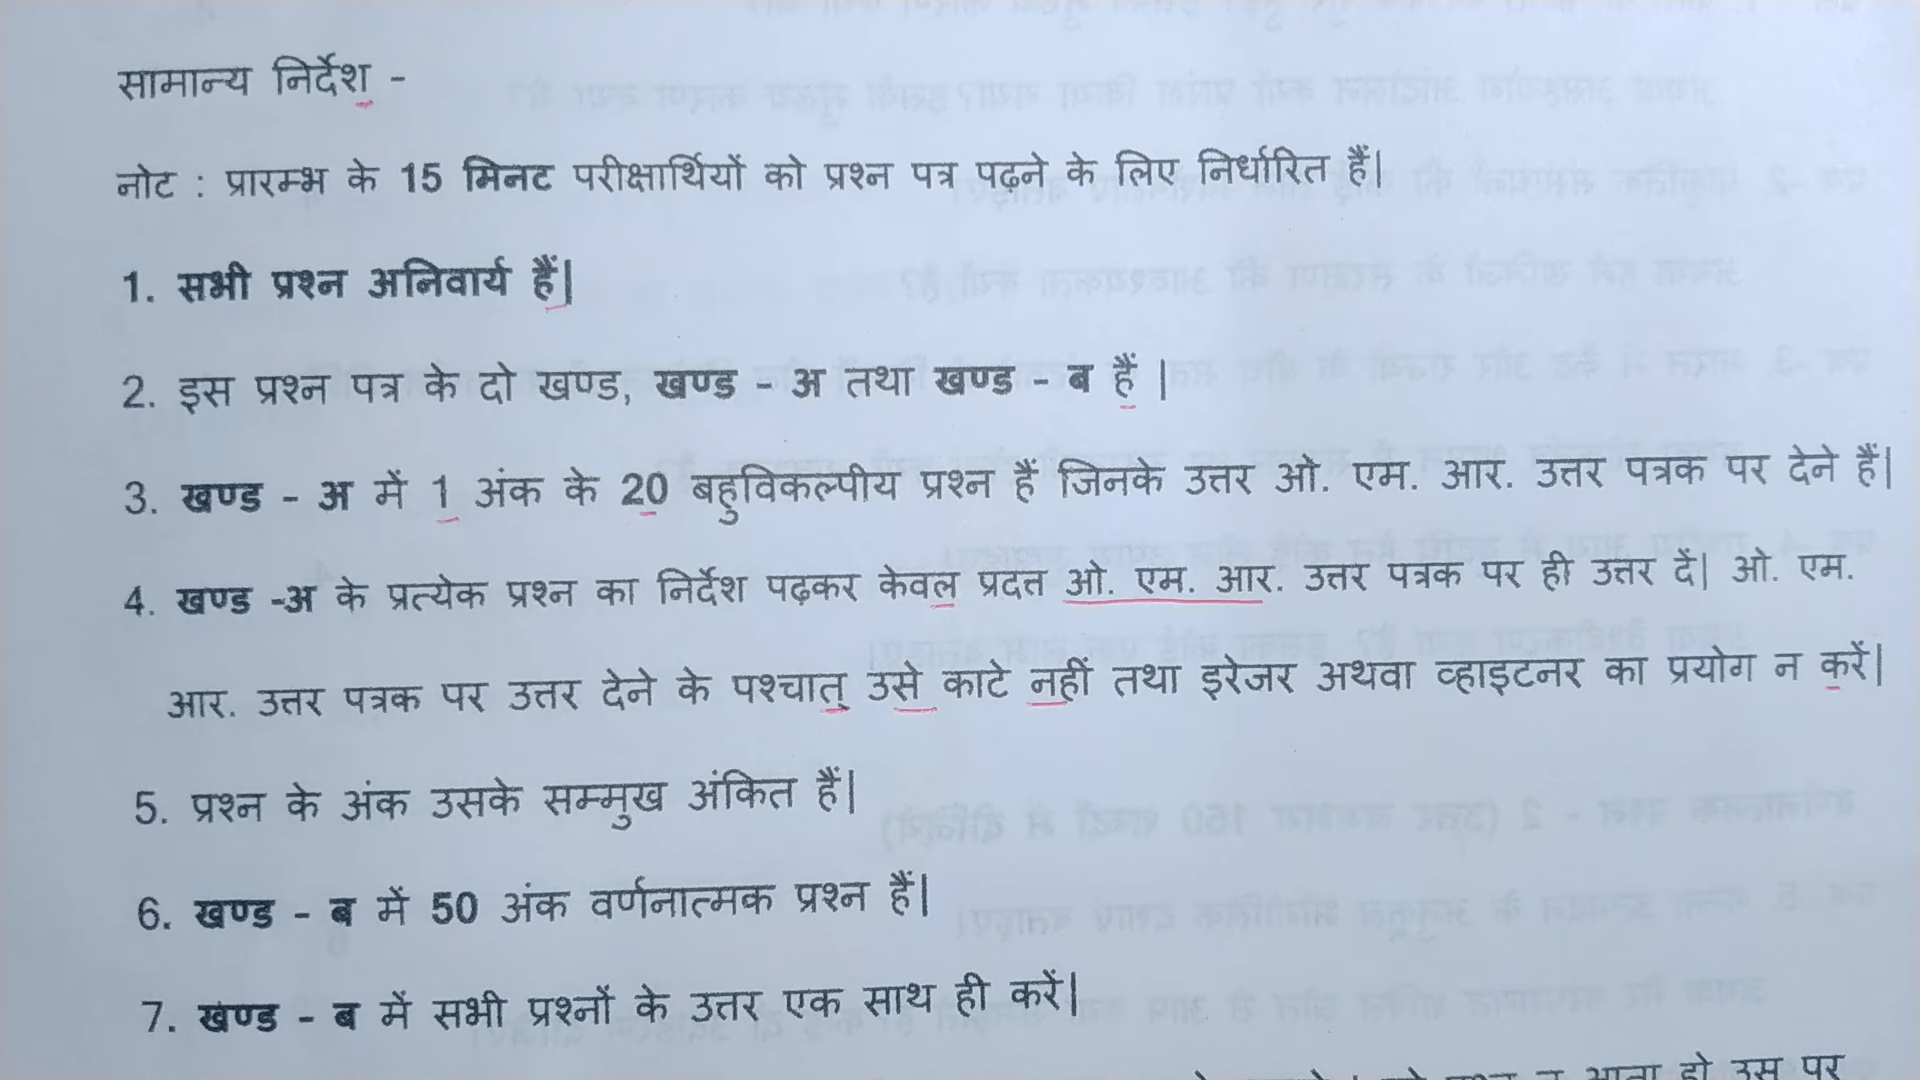 सामान्य निर्देश -
नोट : प्रारम्भ के 15 मिनट परीक्षार्थियों को प्रश्न पत्र पढ़ने के लिए निर्धारित हैं|
1. सभी प्रश्न अनिवार्य हैं|
2. इस प्रश्न पत्र के दो खण्ड, खण्ड - अ तथा खण्ड - ब हैं |
3. खण्ड - अ में 1 अंक के 20 बहुविकल्पीय प्रश्न हैं जिनके उत्तर ओ. एम. आर. उत्तर पत्रक पर देने हैं|
4. खण्ड -अ के प्रत्येक प्रश्न का निर्देश पढ़कर केवल प्रदत्त ओ. एम. आर. उत्तर पत्रक पर ही उत्तर दें| ओ. एम.
आर. उत्तर पत्रक पर उत्तर देने के पश्चात् उसे काटे नहीं तथा इरेजर अथवा व्हाइटनर का प्रयोग न करें|
5. प्रश्न के अंक उसके सम्मुख अंकित हैं|
6. खण्ड - ब में 50 अंक वर्णनात्मक प्रश्न हैं|
7. खण्ड - ब में सभी प्रश्नों के उत्तर एक साथ ही करें|
प्रश्न न आता हो उस पर